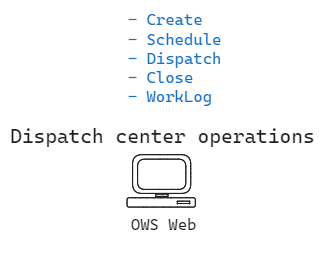 – Create
– Schedule
– Dispatch
– Close
– WorkLog
Dispatch center operations
OWS Web